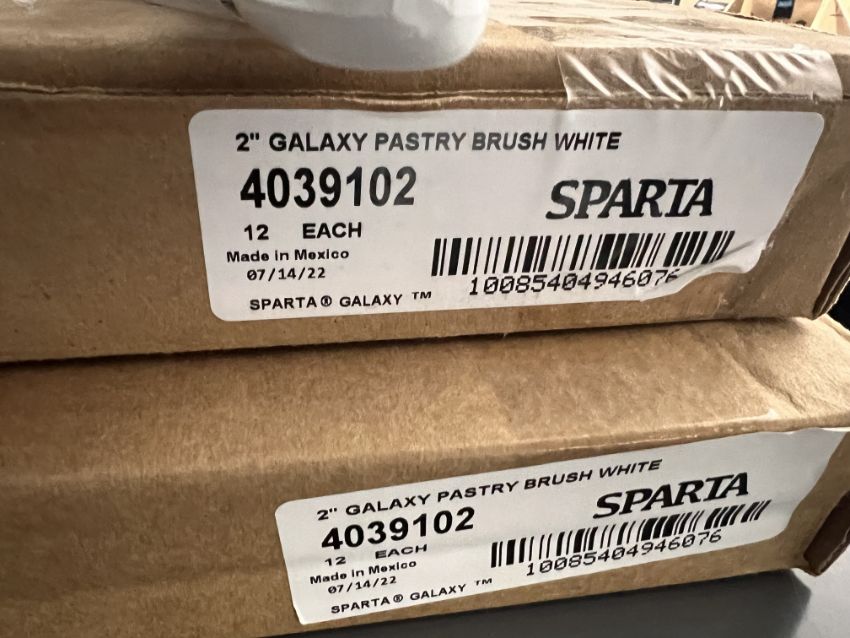 2" GALAXY PASTRY BRUSH WHITE
4039102
SPARTA
12 EACH
Made in Mexico
07/14/22
10085404946076
SPARTA® GALAXY ™
2" GALAXY PASTRY BRUSH WHITE
4039102
SPARTA
12 EACH
Made in Mexico
07/14/22
10085404946076
SPARTA® GALAXY ™